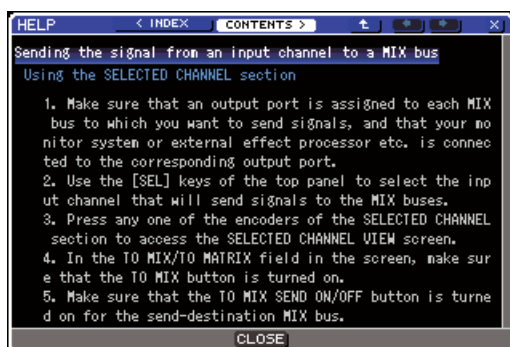 HELP < INDEX CONTENTS > X
Sending the signal from an input channel to a MIX bus
Using the SELECTED CHANNEL section
1. Make sure that an output port is assigned to each MIX
bus to which you want to send signals, and that your mo
nitor system or external effect processor etc. is connec
ted to the corresponding output port.
2. Use the [SEL] keys of the top panel to select the inp
ut channel that will send signals to the MIX buses.
3. Press any one of the encoders of the SELECTED CHANNEL
section to access the SELECTED CHANNEL VIEW screen.
4. In the TO MIX/TO MATRIX field in the screen, make sur
e that the TO MIX button is turned on.
5. Make sure that the TO MIX SEND ON/OFF button is turne
d on for the send-destination MIX bus.
CLOSE